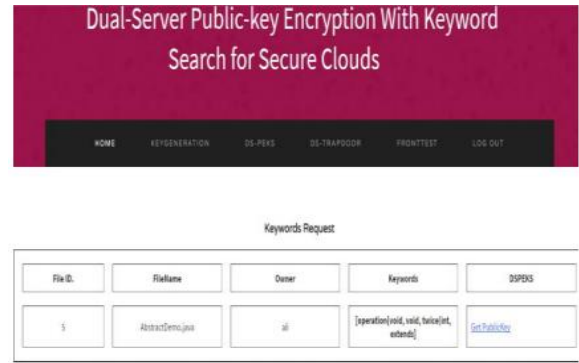 Dual-Server Public-key Encryption With Keyword
Search for Secure Clouds
HOME KEYGENERATION DS-PEKS DS-TRAPDOOR FRONTTEST LOG OUT
Keywords Request
File ID. FileName Owner Keywords DSPEKS
5 AbstractDemo.java ali [operation(void, void, twice(int,
extends] Get PublicKey